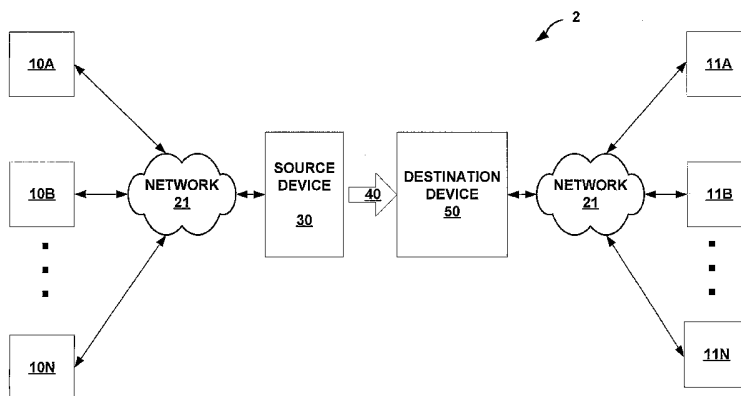 2
10A
11A
SOURCE
DEVICE
30
DESTINATION
DEVICE
50
NETWORK
21
NETWORK
21
10B
40
11B
10N
11N